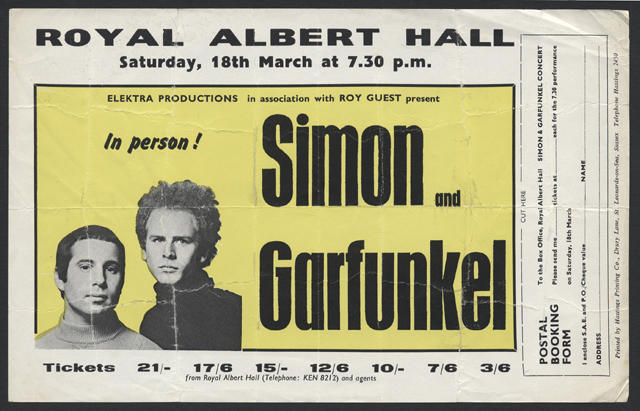 ROYAL ALBERT HALL
Saturday, 18th March at 7.30 p.m.
ELEKTRA PRODUCTIONS in association with ROY GUEST present
In person !
Simon
and
Garfunkel
Tickets 21/- 17/6 15/- 12/6 10/- 7/6 3/6
from Royal Albert Hall (Telephone: KEN 8212) and agents
CUT HERE
POSTAL
BOOKING
FORM
To the Box Office, Royal Albert Hall SIMON & GARFUNKEL CONCERT
Please send me tickets at each for the 7.30 performance
on Saturday, 18th March
I enclose S.A.E. and P.O./Cheque value NAME
ADDRESS
Printed by Hastings Printing Co., Drury Lane, St. Leonards-on-Sea, Sussex Telephone Hastings 2450